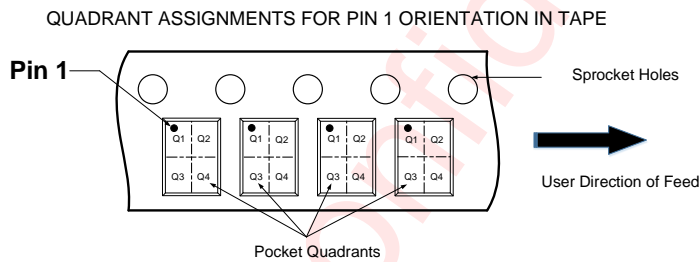 QUADRANT ASSIGNMENTS FOR PIN 1 ORIENTATION IN TAPE
Pin 1
Sprocket Holes
Q1 Q2 Q1 Q2 Q1 Q2 Q1 Q2
Q3 Q4 Q3 Q4 Q3 Q4 Q3 Q4
User Direction of Feed
Pocket Quadrants